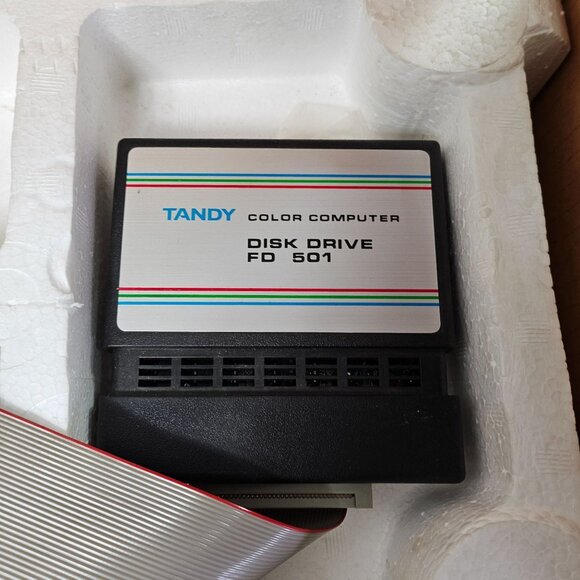 TANDY COLOR COMPUTER
DISK DRIVE
FD 501